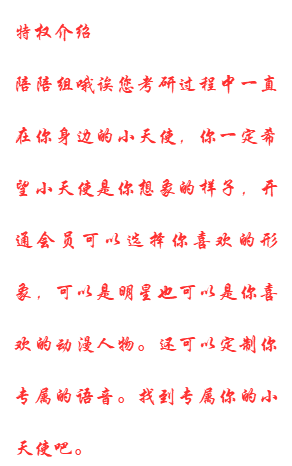 特权介绍
陪陪组哦诶您考研过程中一直
在你身边的小天使，你一定希
望小天使是你想象的样子，开
通会员可以选择你喜欢的形
象，可以是明星也可以是你喜
欢的动漫人物。还可以定制你
专属的语音。找到专属你的小
天使吧。